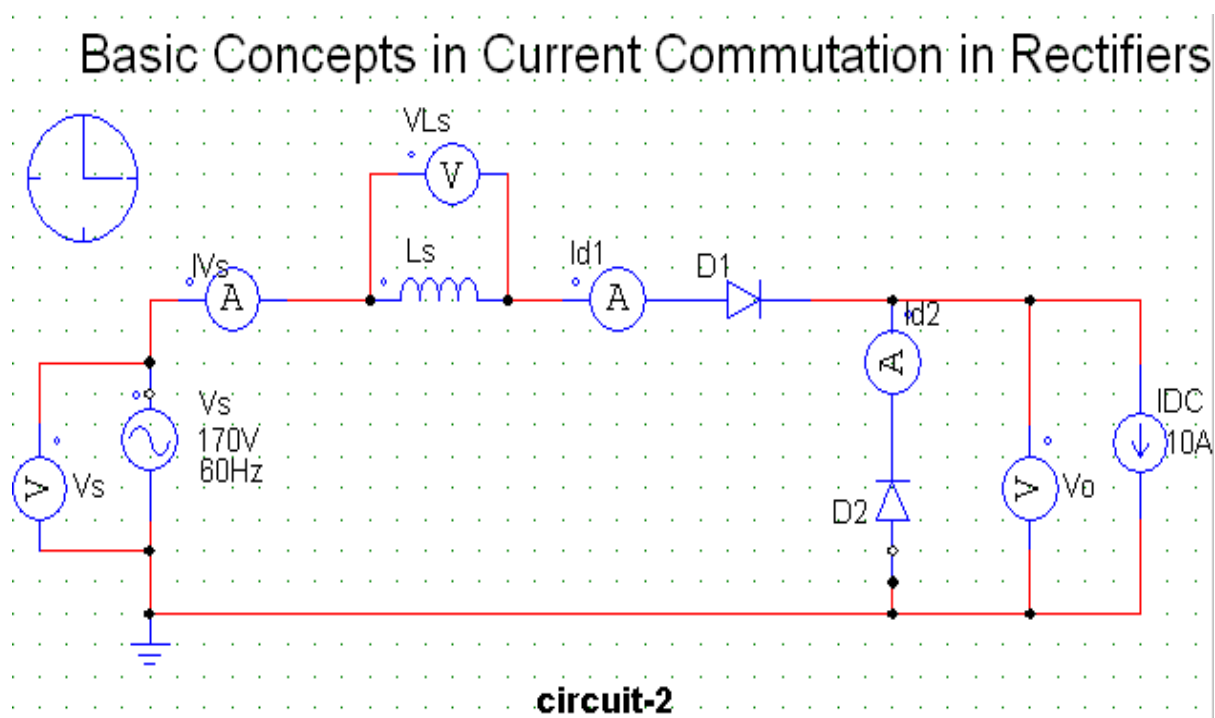 Basic Concepts in Current Commutation in Rectifiers
VLs
V
IVs
A
Ls
Id1
A
D1
Id2
A
Vs
170V
60Hz
V
Vs
D2
V
Vo
IDC
10A
circuit-2